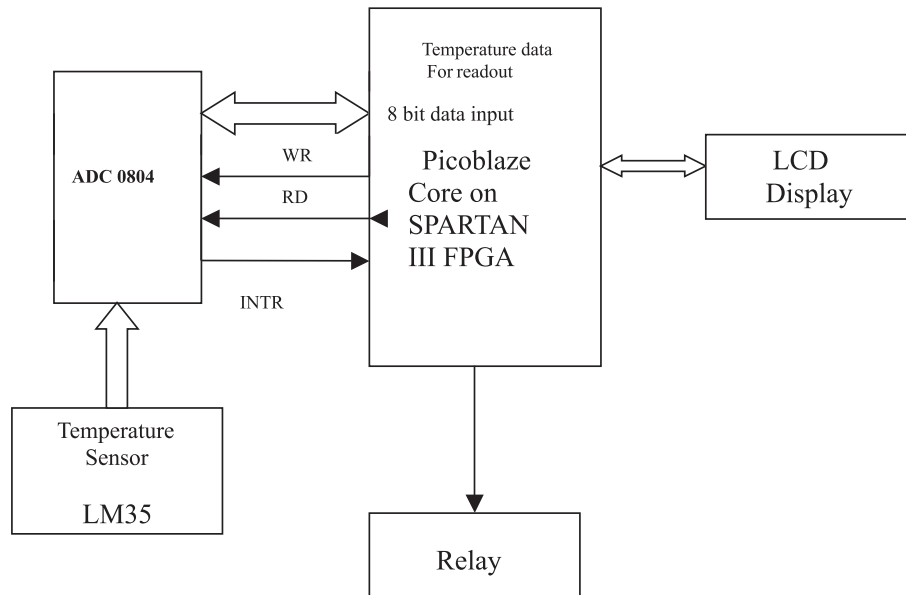 Temperature data
For readout
8 bit data input
Picoblaze
Core on
SPARTAN
III FPGA
ADC 0804
WR
RD
INTR
LCD
Display
Temperature
Sensor
LM35
Relay